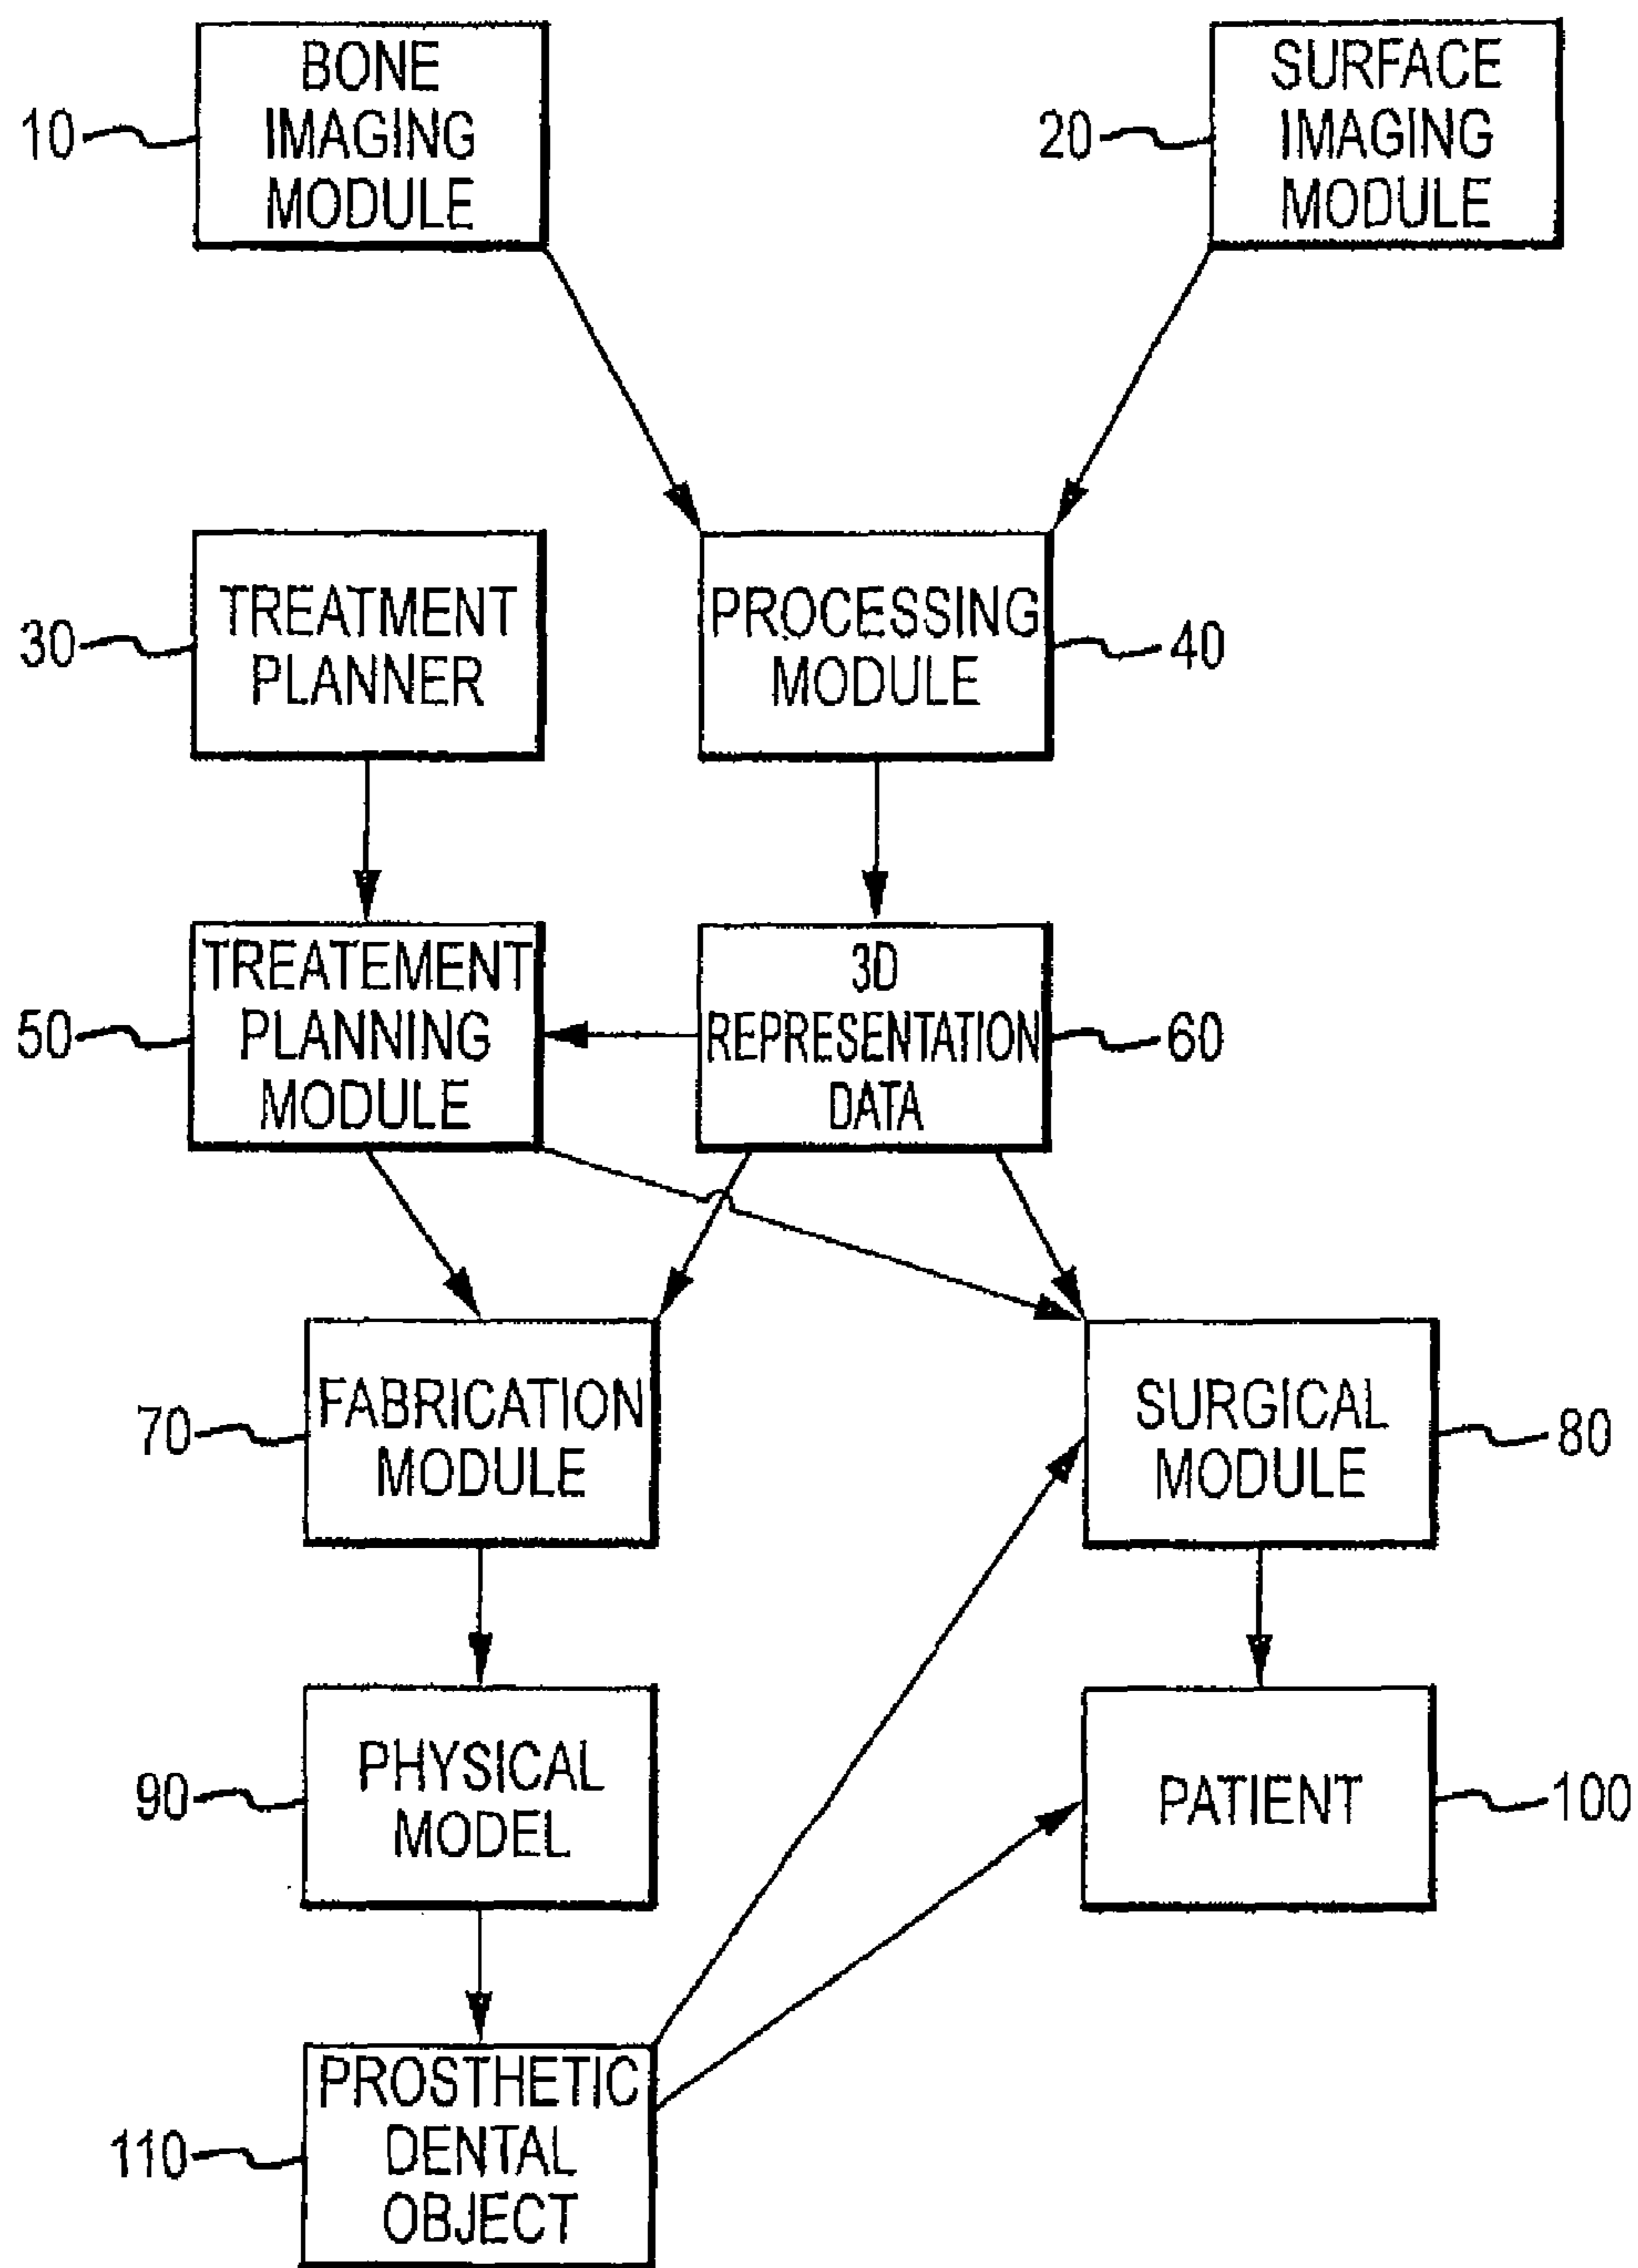 BONE
IMAGING
MODULE
10
SURFACE
IMAGING
MODULE
20
TREATMENT
PLANNER
30
PROCESSING
MODULE
40
TREATEMENT
PLANNING
MODULE
50
3D
REPRESENTATION
DATA
60
FABRICATION
MODULE
70
SURGICAL
MODULE
80
PHYSICAL
MODEL
90
PATIENT
100
PROSTHETIC
DENTAL
OBJECT
110